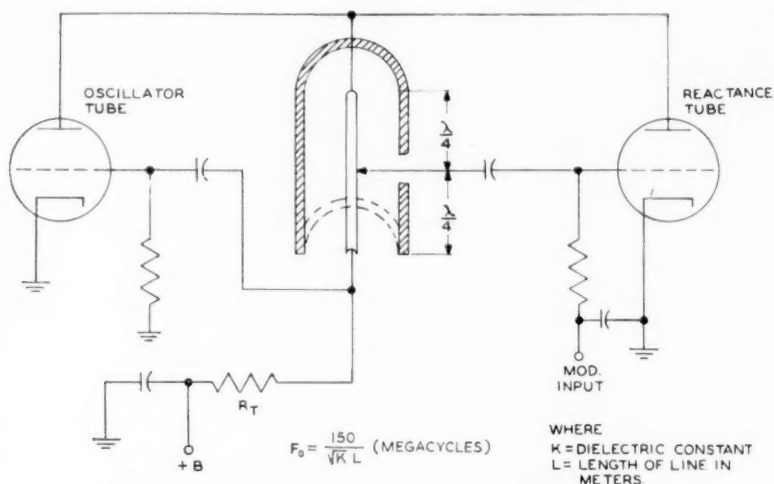 OSCILLATOR
TUBE
REACTANCE
TUBE
λ/4
λ/4
MOD.
INPUT
R_T
+ B
F₀ = 150 / √K L (MEGACYCLES)
WHERE
K = DIELECTRIC CONSTANT
L = LENGTH OF LINE IN
METERS.